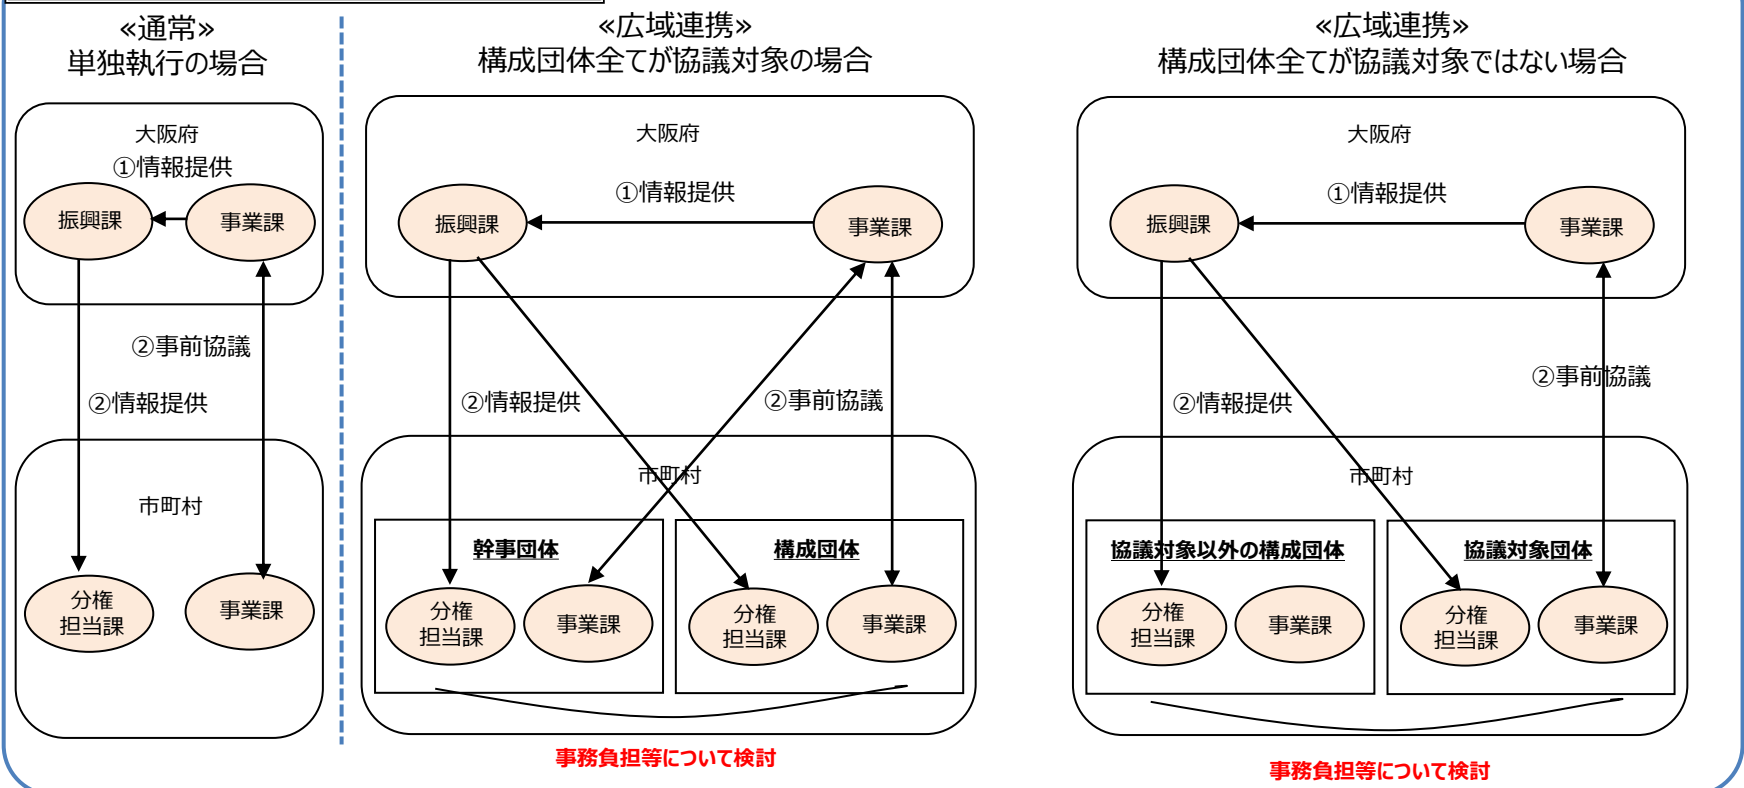 ≪通常≫
単独執行の場合
大阪府
①情報提供
振興課
事業課
②事前協議
②情報提供
市町村
分権
担当課
事業課
≪広域連携≫
構成団体全てが協議対象の場合
大阪府
①情報提供
振興課
事業課
②情報提供
②事前協議
市町村
幹事団体
構成団体
分権
担当課
事業課
分権
担当課
事業課
事務負担等について検討
≪広域連携≫
構成団体全てが協議対象ではない場合
大阪府
①情報提供
振興課
事業課
②事前協議
②情報提供
市町村
協議対象以外の構成団体
協議対象団体
分権
担当課
事業課
分権
担当課
事業課
事務負担等について検討